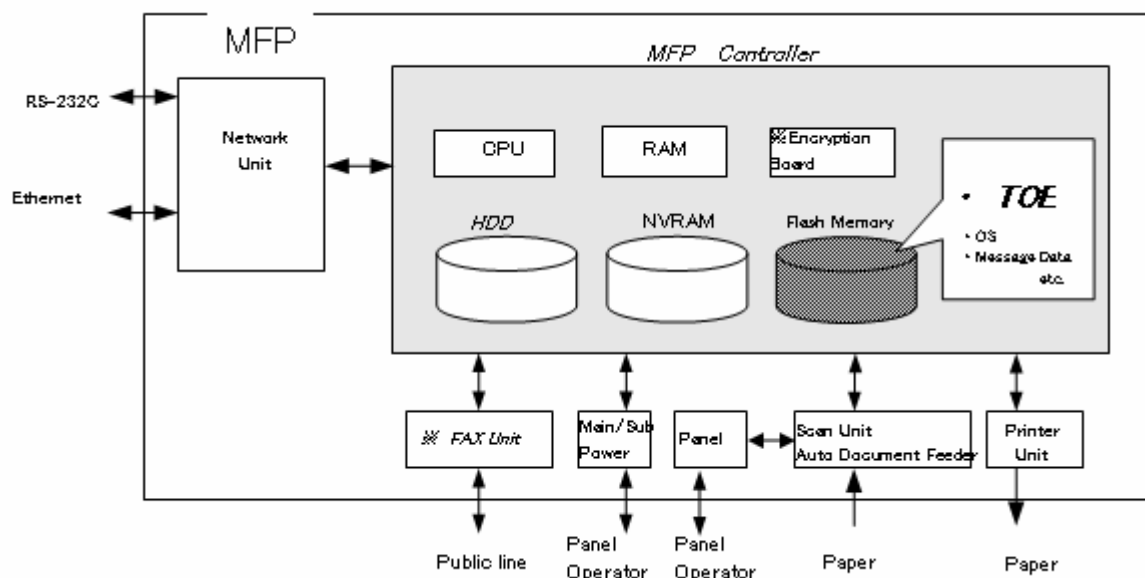 MFP
MFP Controller
RS-232C
Network
Unit
CPU
RAM
※Encryption
Board
• TOE
• OS
• Message Data
etc.
Ethernet
HDD
NVRAM
Flash Memory
※ FAX Unit
Main/Sub
Power
Panel
Scan Unit
Auto Document Feeder
Printer
Unit
Public line
Panel
Operator
Panel
Operator
Paper
Paper